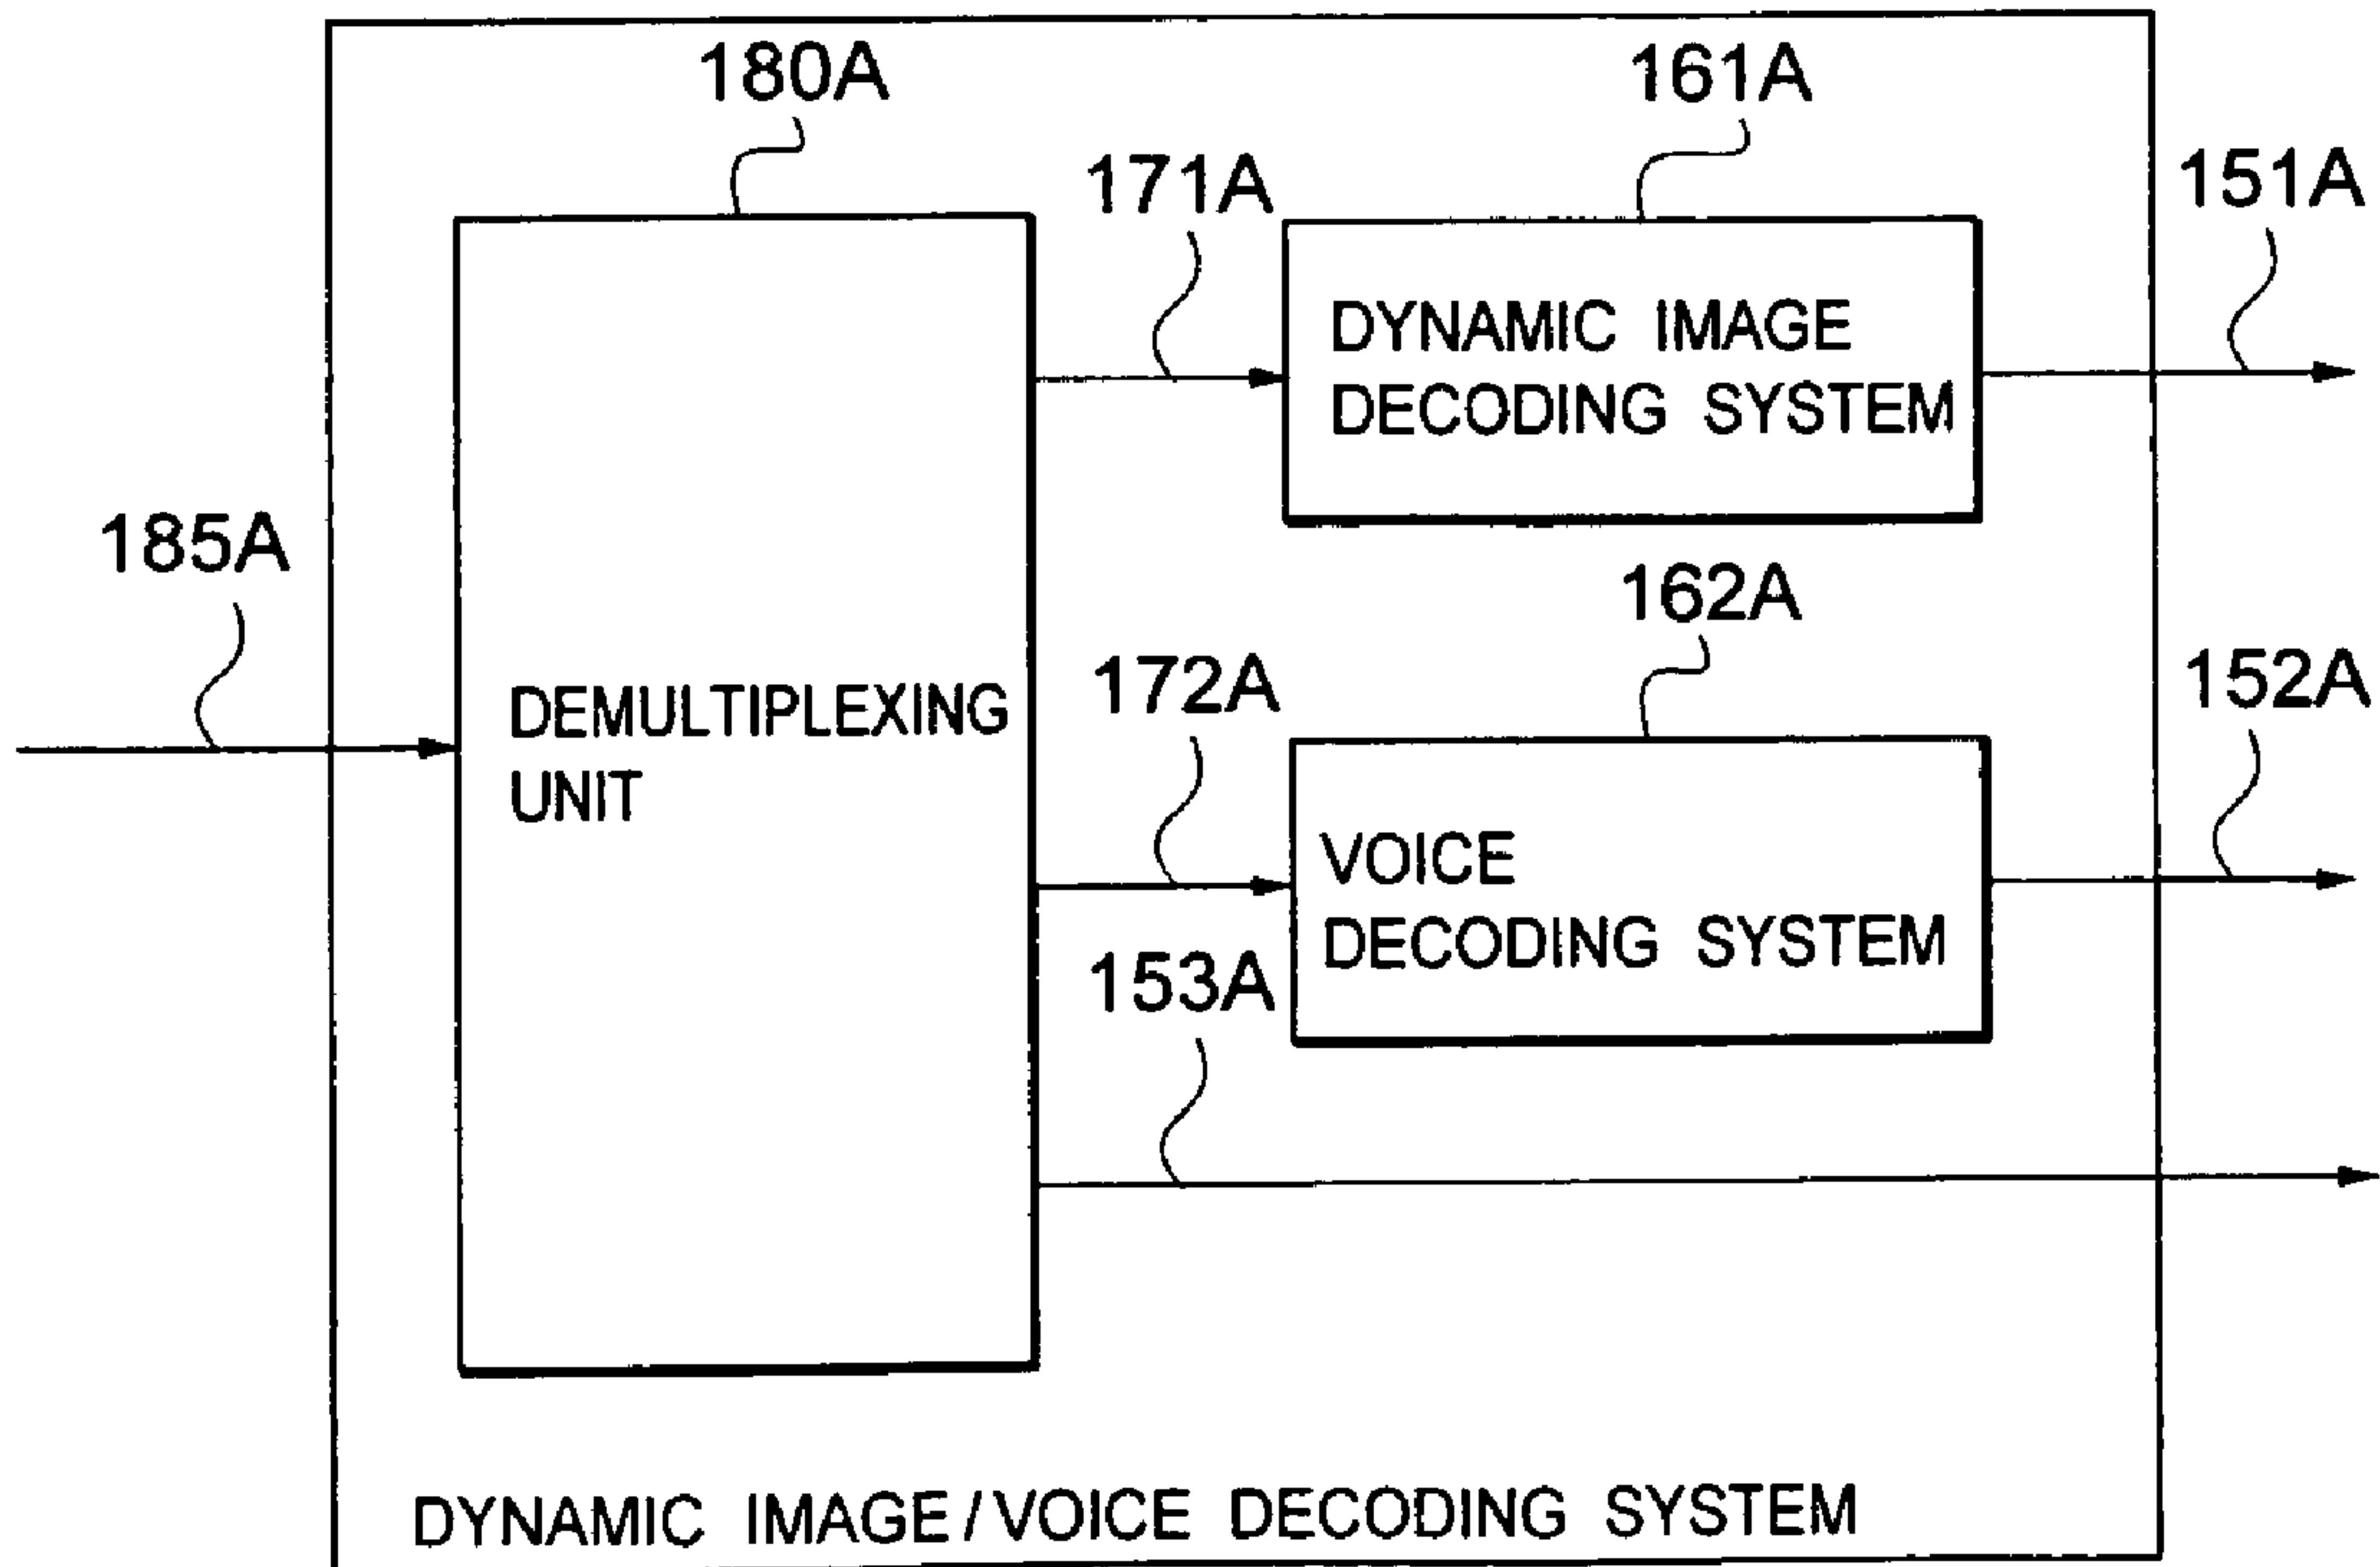 180A
161A
171A
151A
DYNAMIC IMAGE
DECODING SYSTEM
185A
162A
172A
152A
DEMULTIPLEXING
UNIT
VOICE
DECODING SYSTEM
153A
DYNAMIC IMAGE/VOICE DECODING SYSTEM